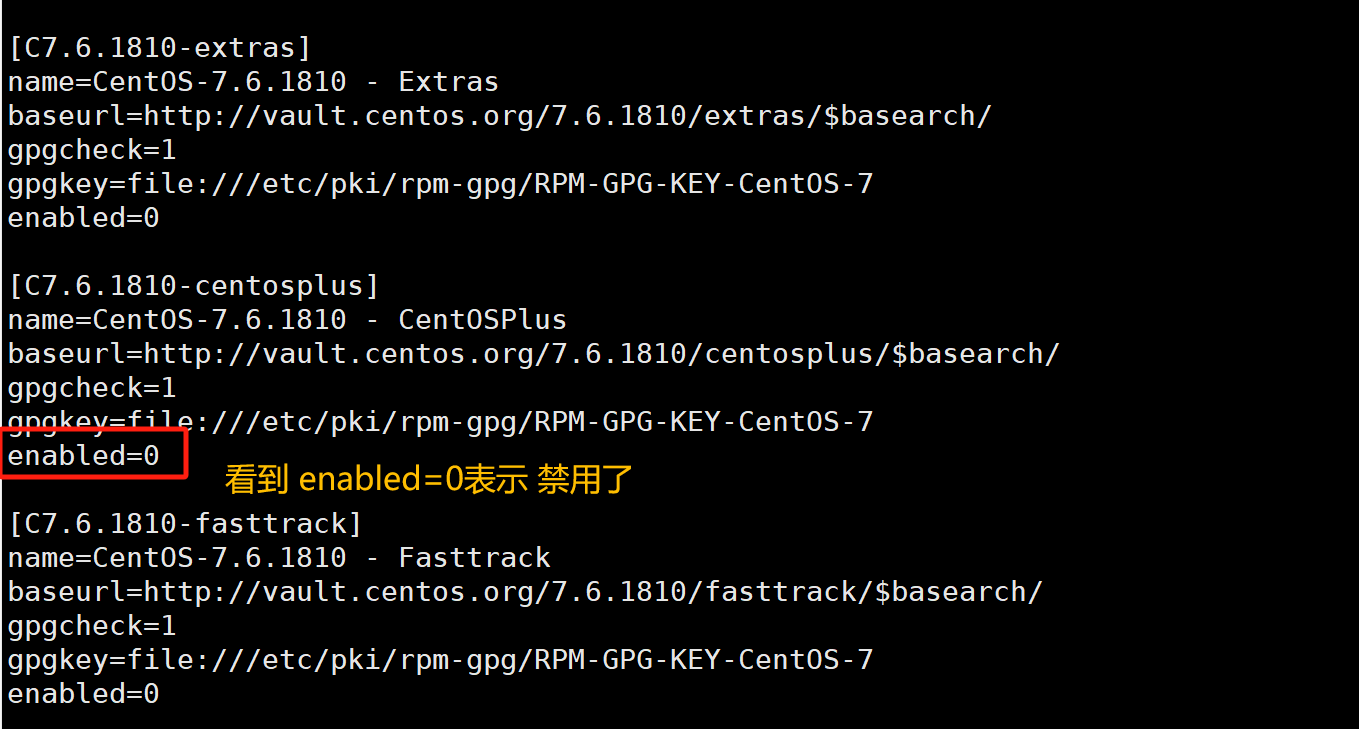 [C7.6.1810-extras]
name=CentOS-7.6.1810 - Extras
baseurl=http://vault.centos.org/7.6.1810/extras/$basearch/
gpgcheck=1
gpgkey=file:///etc/pki/rpm-gpg/RPM-GPG-KEY-CentOS-7
enabled=0
[C7.6.1810-centosplus]
name=CentOS-7.6.1810 - CentOSPlus
baseurl=http://vault.centos.org/7.6.1810/centosplus/$basearch/
gpgcheck=1
gpgkey=file:///etc/pki/rpm-gpg/RPM-GPG-KEY-CentOS-7
enabled=0
看到 enabled=0表示 禁用了
[C7.6.1810-fasttrack]
name=CentOS-7.6.1810 - Fasttrack
baseurl=http://vault.centos.org/7.6.1810/fasttrack/$basearch/
gpgcheck=1
gpgkey=file:///etc/pki/rpm-gpg/RPM-GPG-KEY-CentOS-7
enabled=0